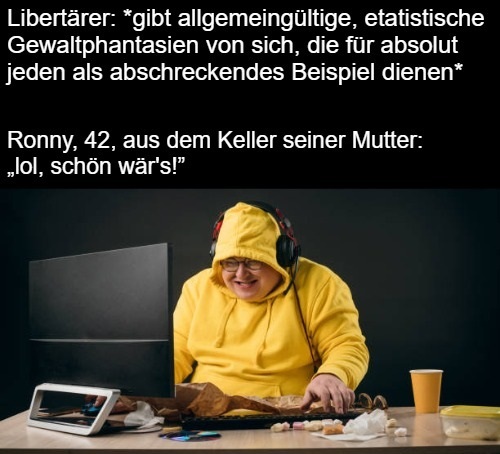 Libertärer: *gibt allgemeingültige, etatistische
Gewaltphantasien von sich, die für absolut
jeden als abschreckendes Beispiel dienen*
Ronny, 42, aus dem Keller seiner Mutter:
„lol, schön wär's!”